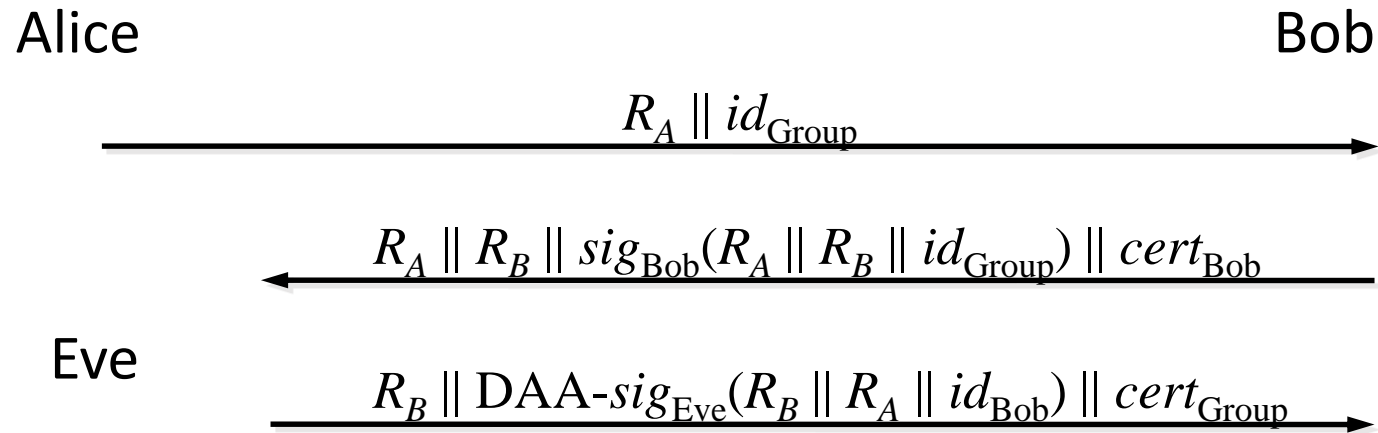 Alice Bob
R_A || id_Group
R_A || R_B || sig_Bob(R_A || R_B || id_Group) || cert_Bob
Eve
R_B || DAA-sig_Eve(R_B || R_A || id_Bob) || cert_Group